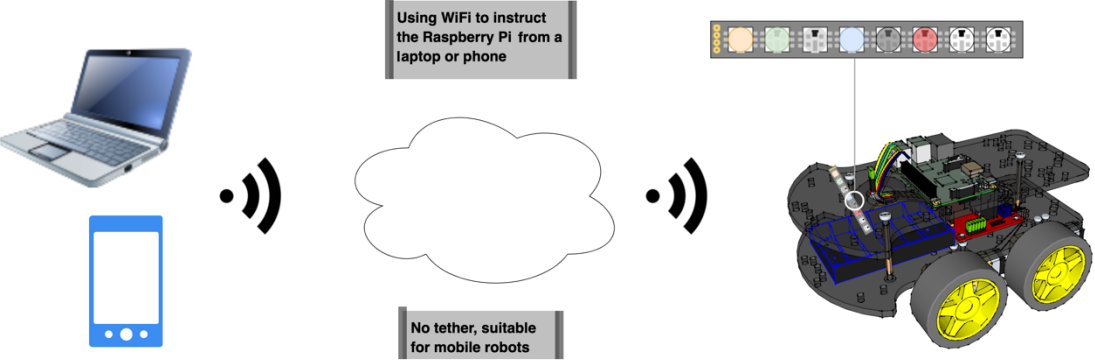 Using WiFi to instruct
the Raspberry Pi from a
laptop or phone
No tether, suitable
for mobile robots